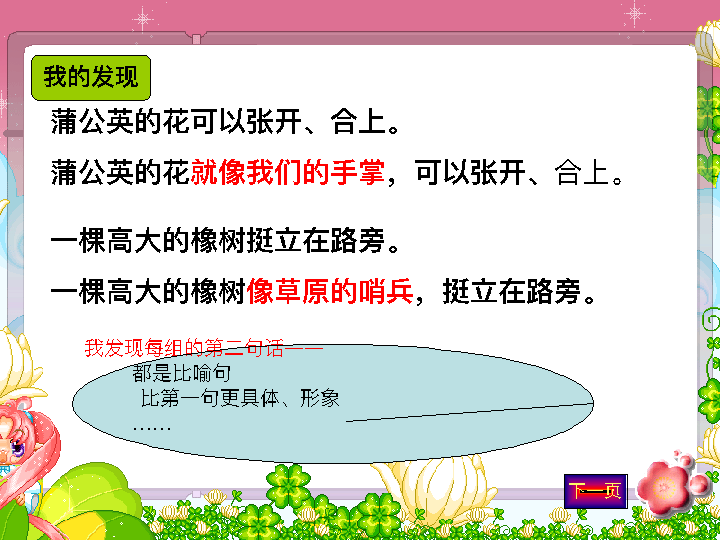 我的发现
蒲公英的花可以张开、合上。
蒲公英的花就像我们的手掌，可以张开、合上。
一棵高大的橡树挺立在路旁。
一棵高大的橡树像草原的哨兵，挺立在路旁。
我发现每组的第二句话——
都是比喻句
比第一句更具体、形象
……
下一页